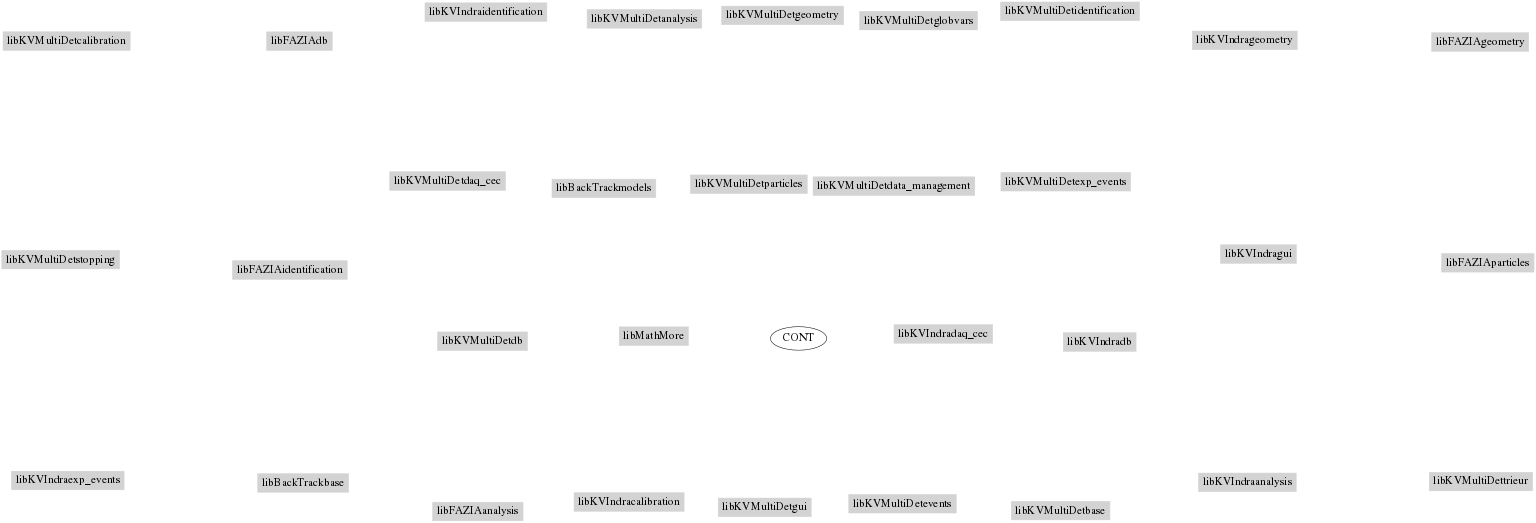 libKVIndraidentification
libKVMultiDetanalysis
libKVMultiDetgeometry
libKVMultiDetglobvars
libKVMultiDetidentification
libKVMultiDetcalibration
libFAZIAdb
libKVIndrageometry
libFAZIAgeometry
libKVMultiDetdaq_cec
libBackTrackmodels
libKVMultiDetparticles
libKVMultiDetdata_management
libKVMultiDetexp_events
libKVMultiDetstopping
libFAZIAidentification
libKVIndragui
libFAZIAparticles
libKVMultiDetdb
libMathMore
CONT
libKVIndradaq_cec
libKVIndradb
libKVIndraexp_events
libBackTrackbase
libKVIndraanalysis
libKVMultiDettrieur
libFAZIAanalysis
libKVIndracalibration
libKVMultiDetgui
libKVMultiDetevents
libKVMultiDetbase